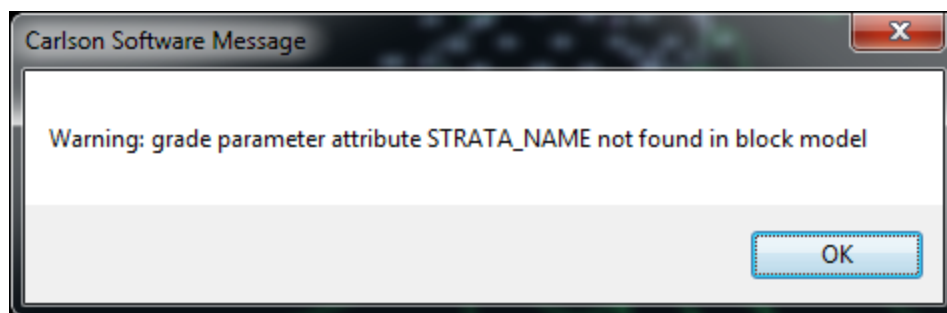 Carlson Software Message
Warning: grade parameter attribute STRATA_NAME not found in block model
OK